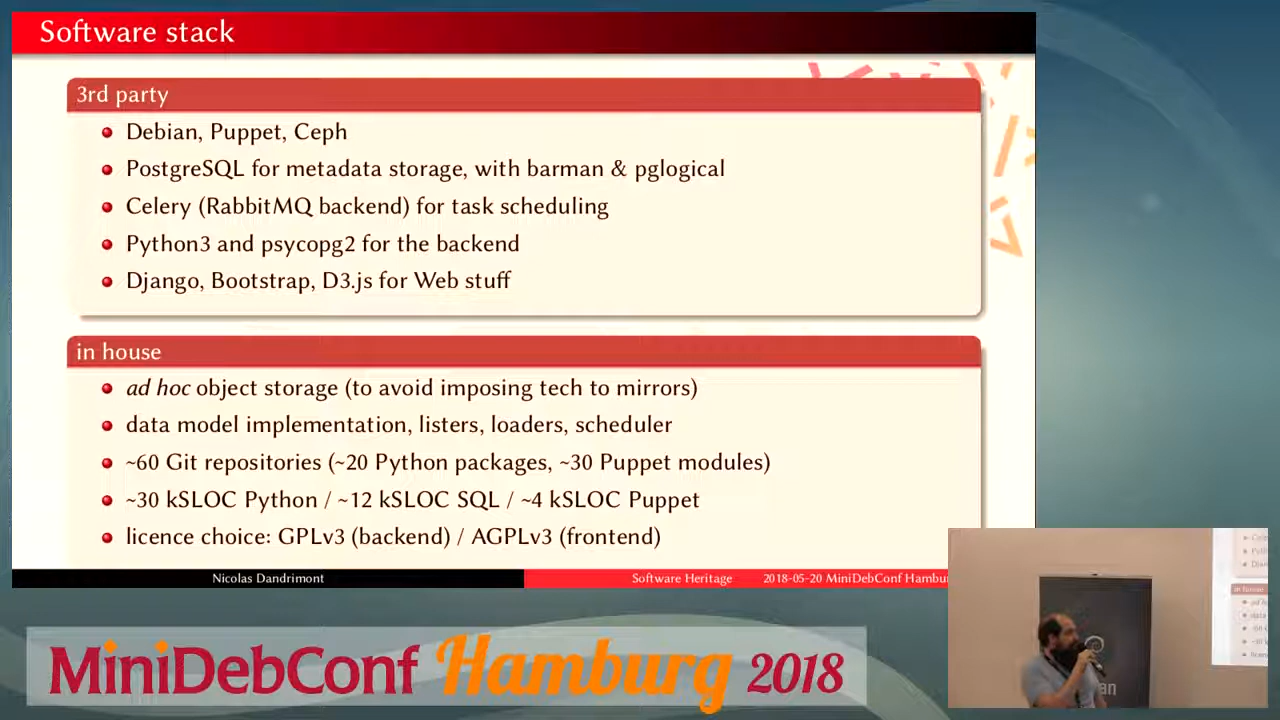 Software stack
3rd party
Debian, Puppet, Ceph
PostgreSQL for metadata storage, with barman & pglogical
Celery (RabbitMQ backend) for task scheduling
Python3 and psycopg2 for the backend
Django, Bootstrap, D3.js for Web stuff
in house
ad hoc object storage (to avoid imposing tech to mirrors)
data model implementation, listers, loaders, scheduler
~60 Git repositories (~20 Python packages, ~30 Puppet modules)
~30 kSLOC Python / ~12 kSLOC SQL / ~4 kSLOC Puppet
licence choice: GPLv3 (backend) / AGPLv3 (frontend)
Nicolas Dandrimont Software Heritage 2018-05-20 MiniDebConf Hambur
MiniDebConf Hamburg 2018